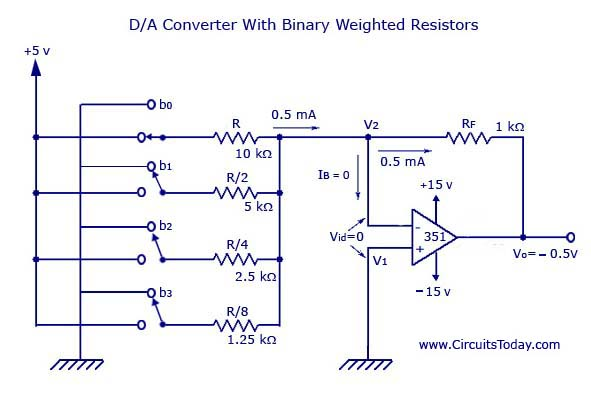 D/A Converter With Binary Weighted Resistors
+5 v
b0
R
10 kΩ
0.5 mA
V2
RF
1 kΩ
b1
R/2
5 kΩ
IB = 0
0.5 mA
+15 v
b2
R/4
2.5 kΩ
Vid=0
V1
-
+
351
Vo=– 0.5v
b3
R/8
1.25 kΩ
– 15 v
www.CircuitsToday.com